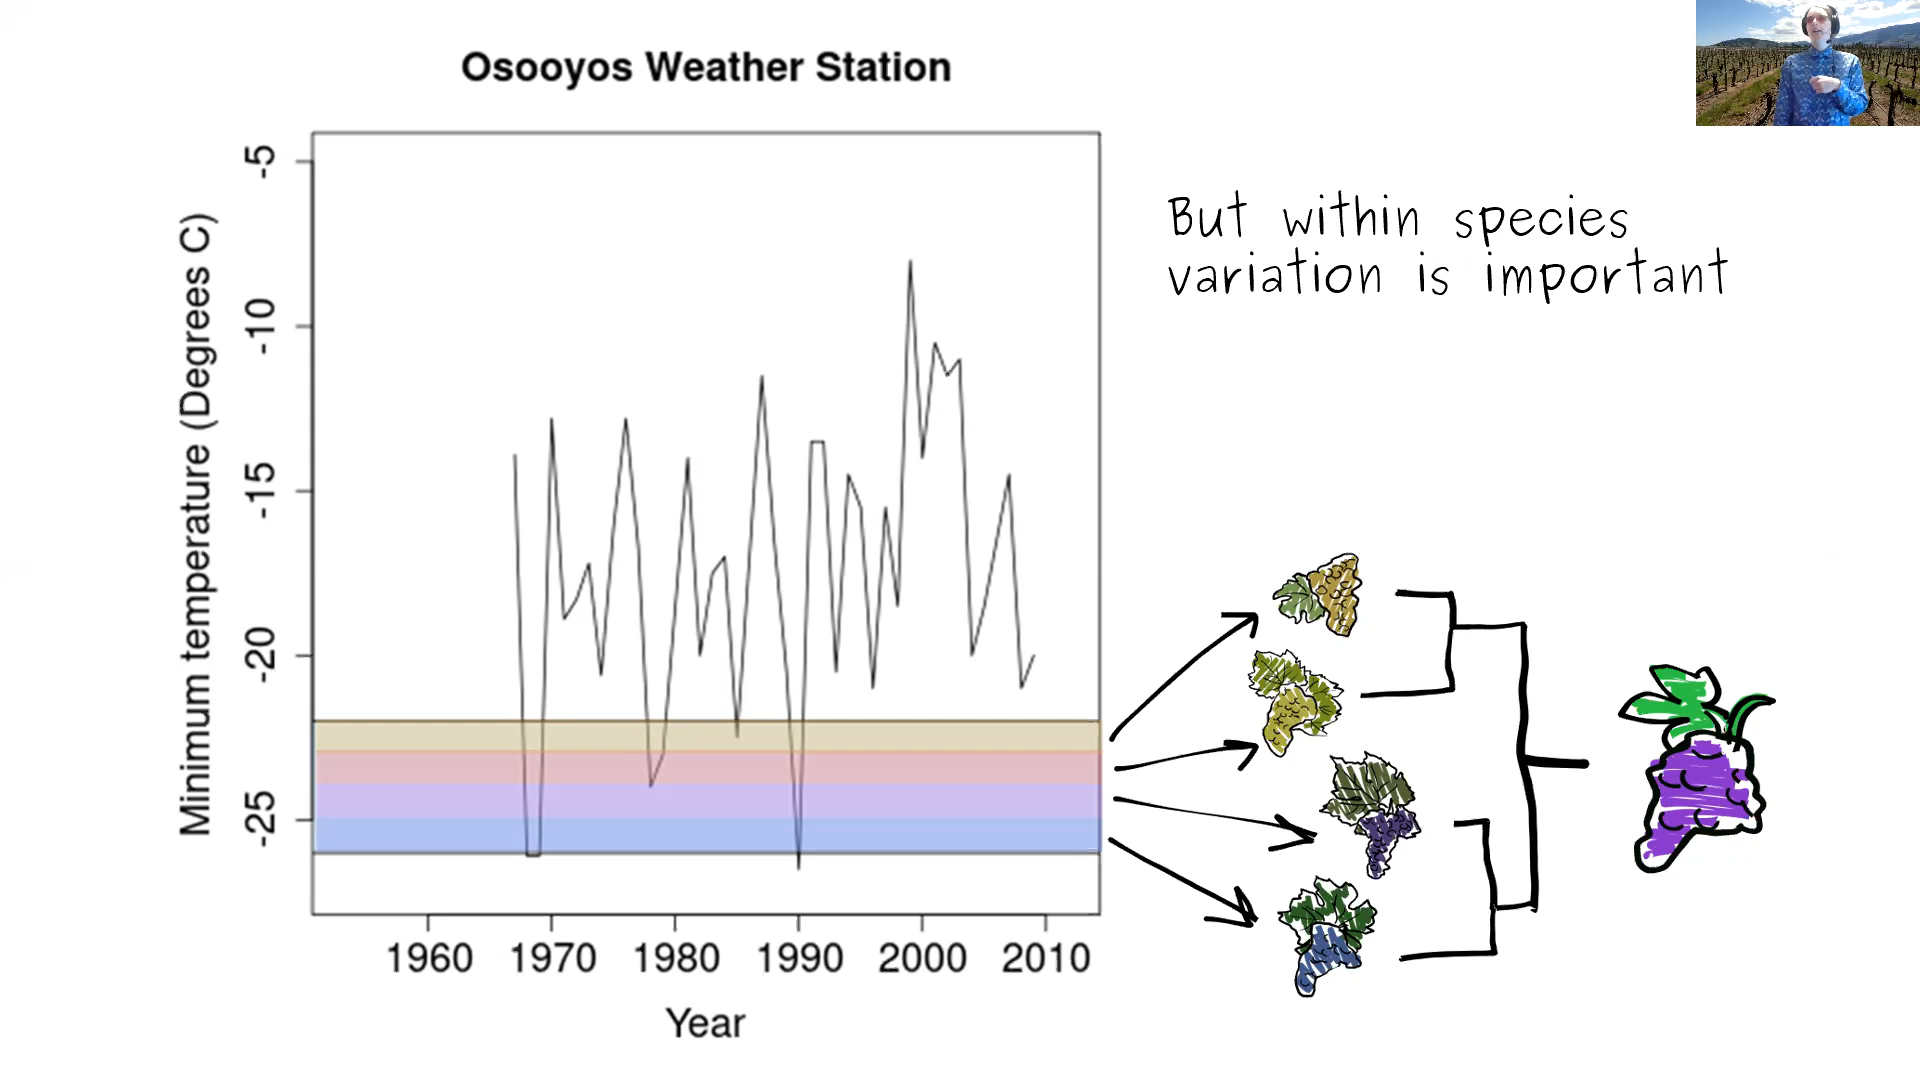 Osooyos Weather Station
But within species
variation is important
Minimum temperature (Degrees C)
-5
-10
-15
-20
-25
1960 1970 1980 1990 2000 2010
Year